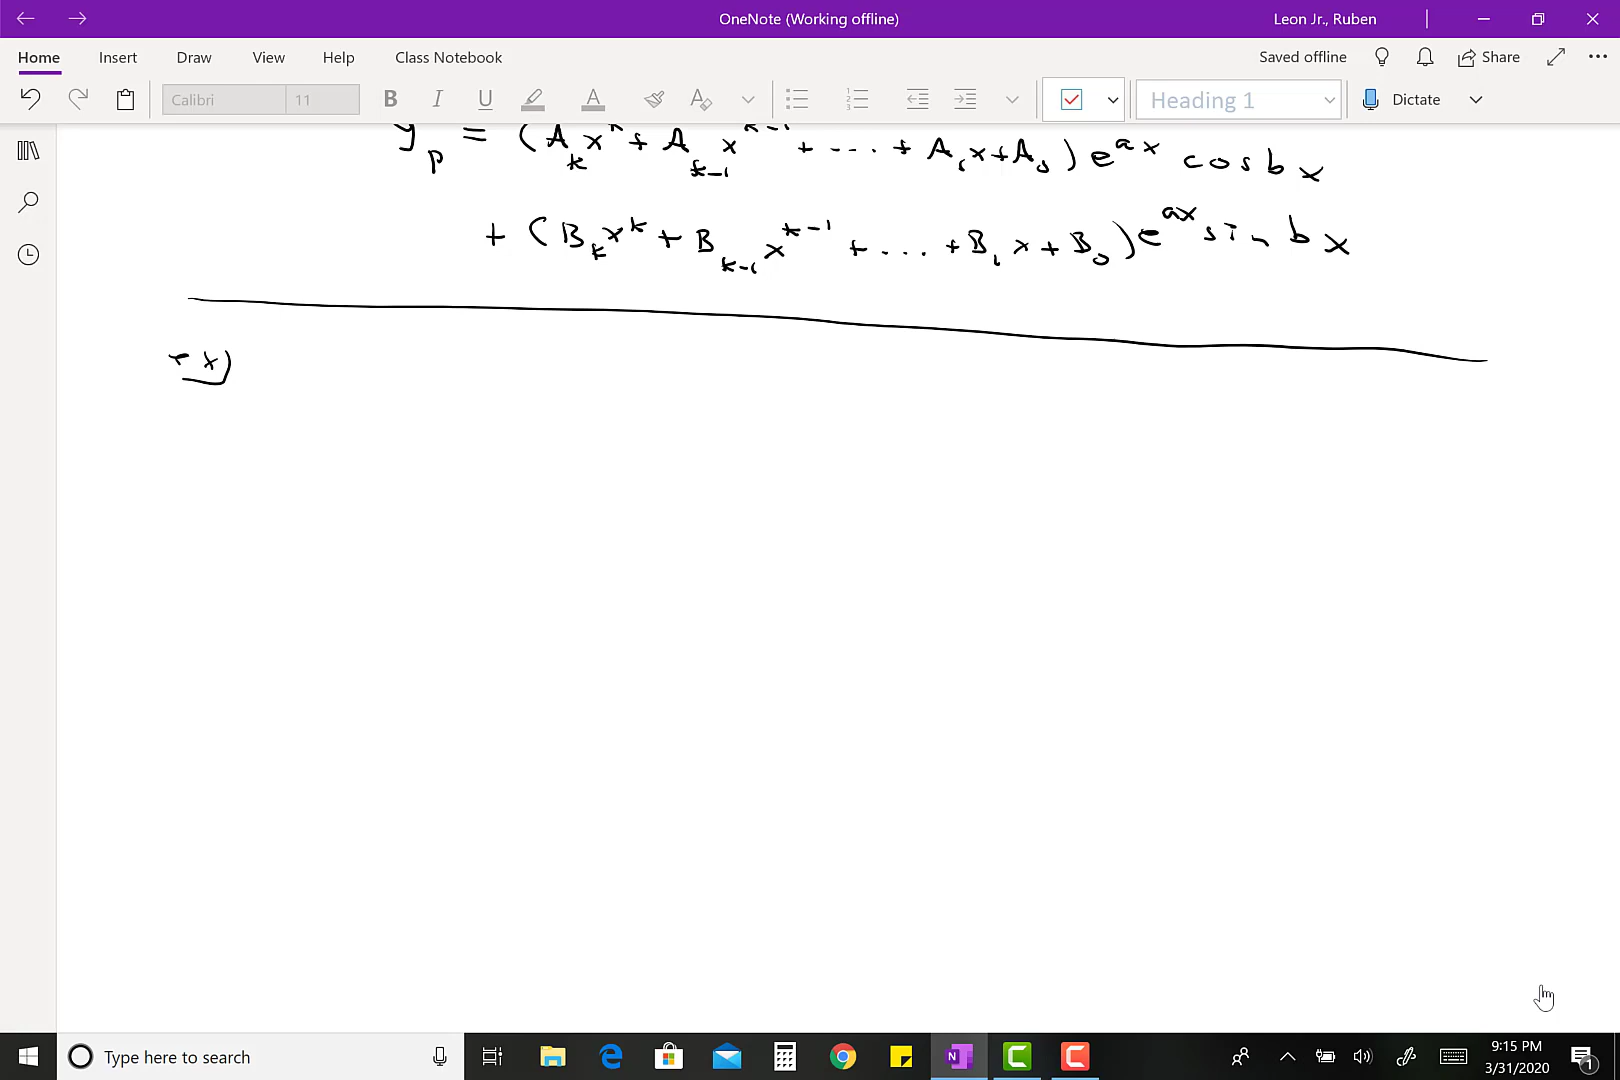 OneNote (Working offline)
Leon Jr., Ruben
Home Insert Draw View Help Class Notebook
Saved offline Share
Calibri 11 B I U A A Heading 1 Dictate
y_p = (A_k x^k + A_{k-1} x^{k-1} + ... + A_1 x + A_0) e^{ax} cos bx
+ (B_k x^k + B_{k-1} x^{k-1} + ... + B_1 x + B_0) e^{ax} sin bx
ex)
Type here to search
9:15 PM
3/31/2020
1